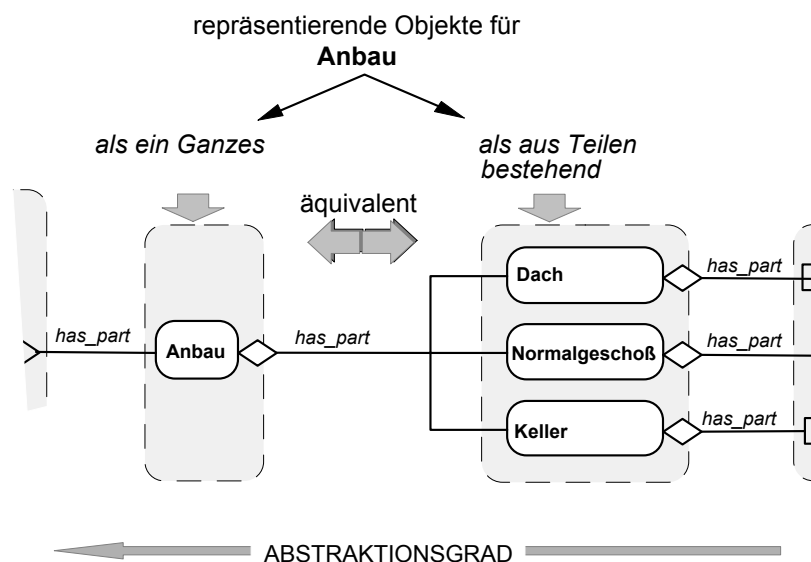 repräsentierende Objekte für
Anbau
als ein Ganzes
als aus Teilen
bestehend
äquivalent
Dach
has_part
has_part
Anbau
has_part
Normalgeschoß
has_part
Keller
has_part
ABSTRAKTIONSGRAD